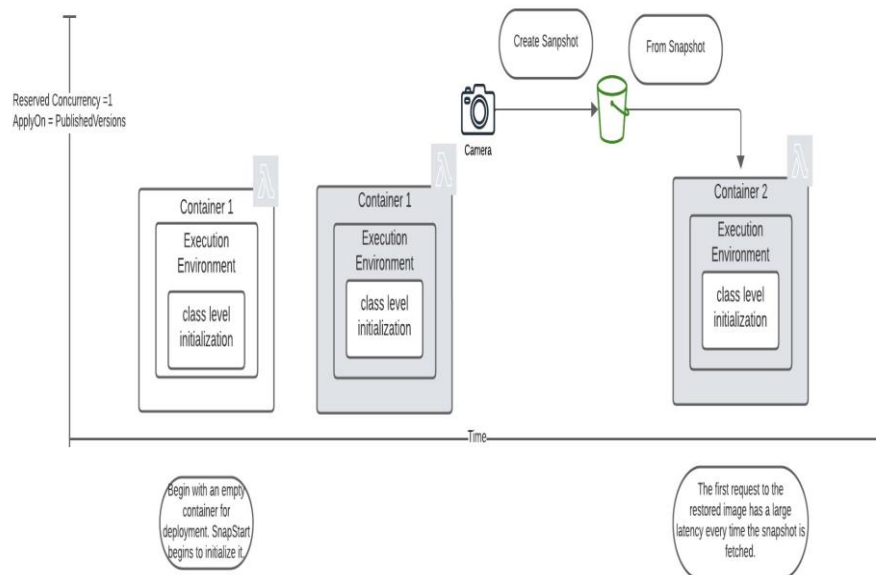 Create Sanpshot
From Snapshot
Reserved Concurrency =1
ApplyOn = PublishedVersions
Camera
Container 1
Execution
Environment
class level
initialization
Container 1
Execution
Environment
class level
initialization
Container 2
Execution
Environment
class level
initialization
Time
Begin with an empty
container for
deployment. SnapStart
begins to initialize it.
The first request to the
restored image has a large
latency every time the snapshot is
fetched.